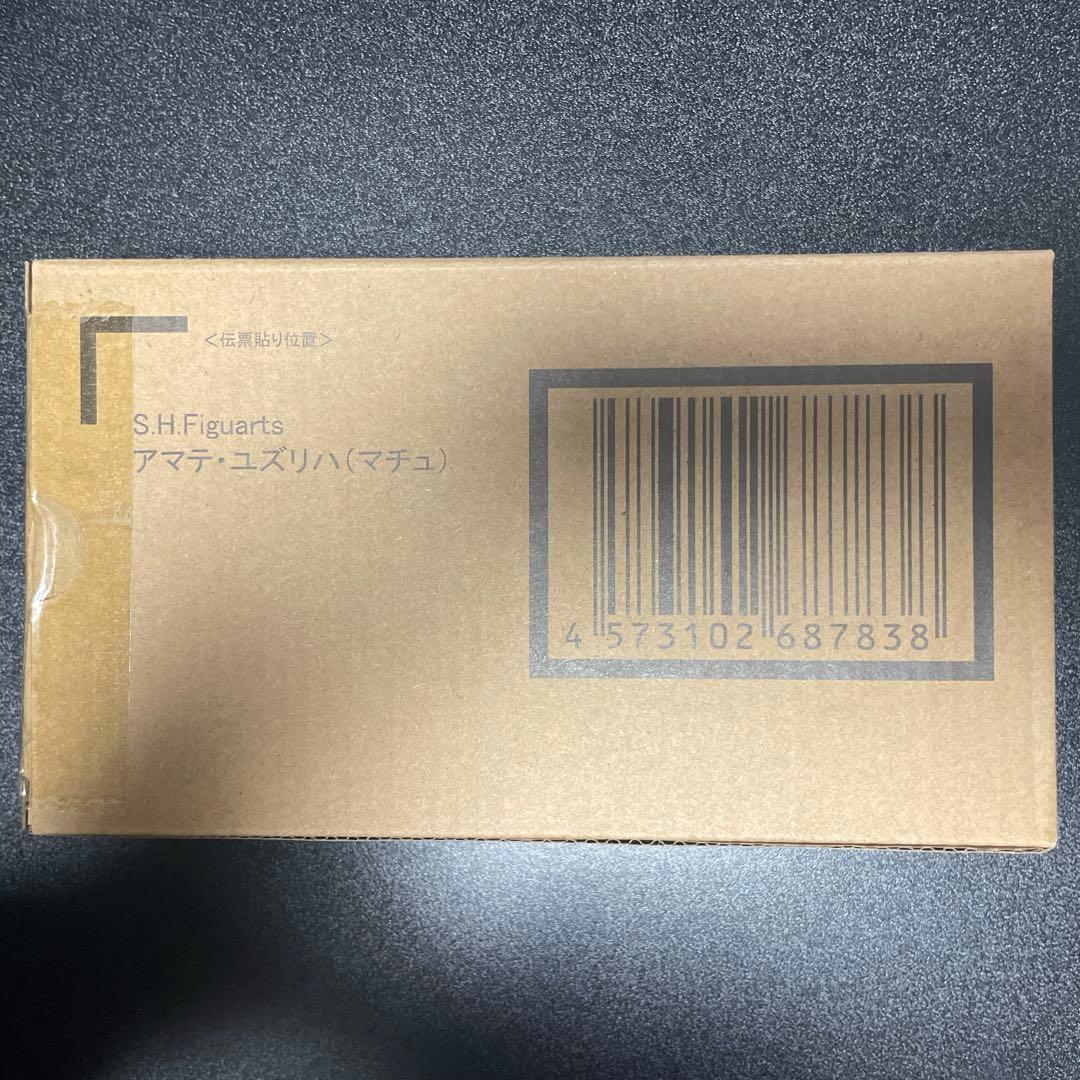 ＜伝票貼り位置＞
S.H.Figuarts
アマテ・ユズリハ（マチュ）
4 573102 687838